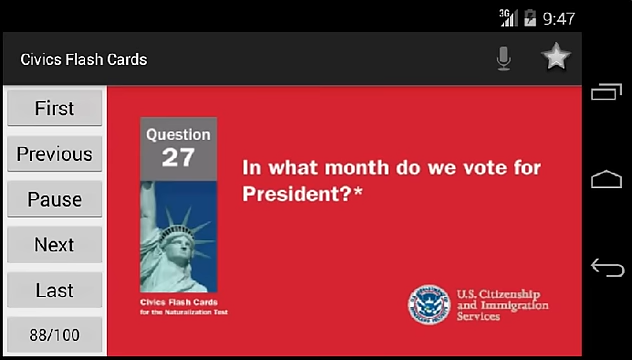 3G 9:47
Civics Flash Cards
First
Previous
Pause
Next
Last
88/100
Question
27
In what month do we vote for
President?*
Civics Flash Cards
for the Naturalization Test
U.S. Citizenship
and Immigration
Services